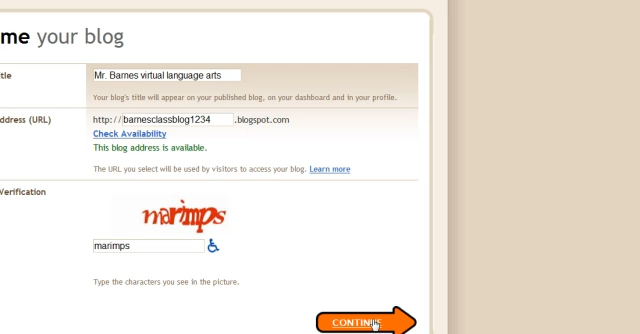 me your blog
tle
Mr. Barnes virtual language arts
Your blog's title will appear on your published blog, on your dashboard and in your profile.
ddress (URL)
http:// barnesclassblog1234 .blogspot.com
Check Availability
This blog address is available.
The URL you select will be used by visitors to access your blog. Learn more
Verification
marimps
marimps
Type the characters you see in the picture.
CONTINUE